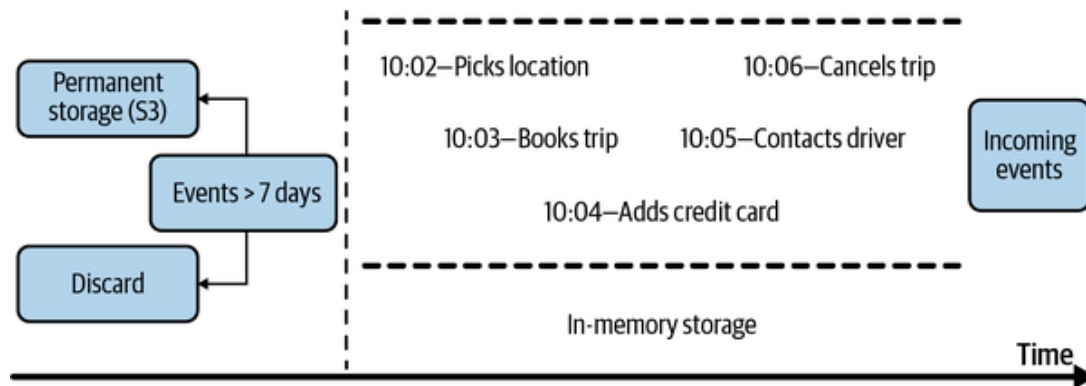 Permanent
storage (S3)
Events > 7 days
Discard
10:02–Picks location
10:06–Cancels trip
10:03–Books trip
10:05–Contacts driver
10:04–Adds credit card
In-memory storage
Incoming
events
Time